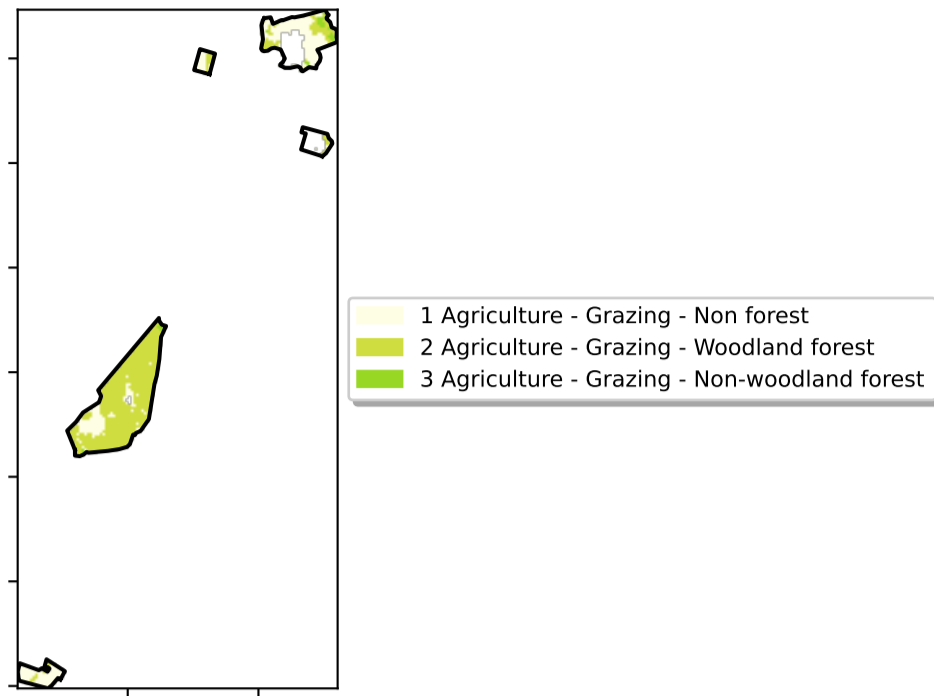 1 Agriculture - Grazing - Non forest
2 Agriculture - Grazing - Woodland forest
3 Agriculture - Grazing - Non-woodland forest